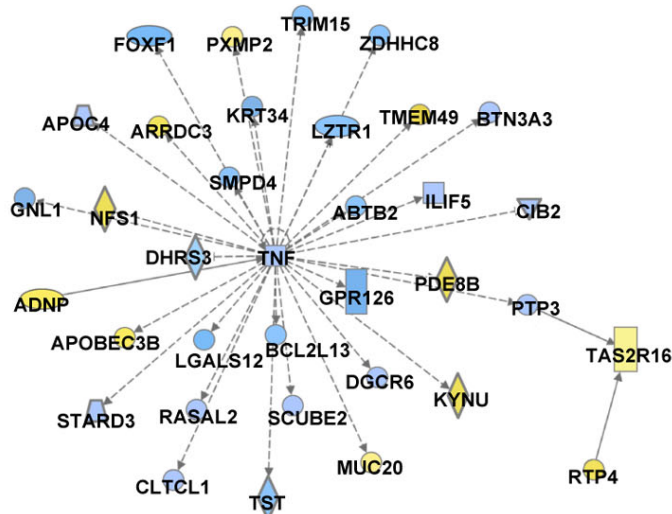 TRIM15
FOXF1
PXMP2
ZDHHC8
APOC4
ARRDC3
KRT34
LZTR1
TMEM49
BTN3A3
SMPD4
GNL1
NFS1
ABTB2
ILIF5
CIB2
DHRS3
TNF
ADNP
GPR126
PDE8B
PTP3
APOBEC3B
LGALS12
BCL2L13
TAS2R16
DGCR6
KYNU
STARD3
RASAL2
SCUBE2
CLTCL1
MUC20
RTP4
TST